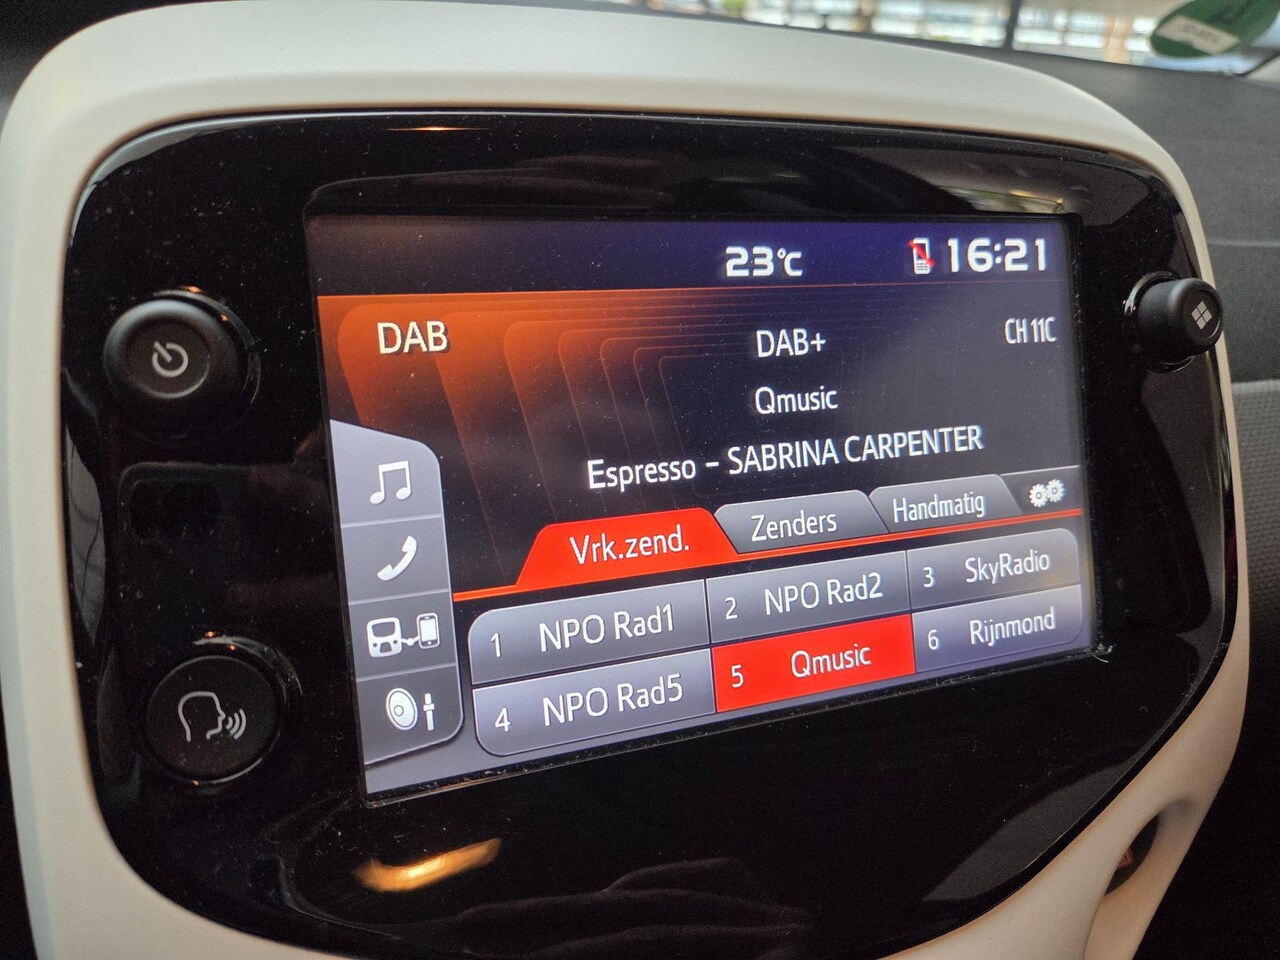 23°C 16:21
DAB DAB+ CH 11C
Qmusic
Espresso - SABRINA CARPENTER
Vrk.zend. Zenders Handmatig
1 NPO Rad1 2 NPO Rad2 3 SkyRadio
4 NPO Rad5 5 Qmusic 6 Rijnmond